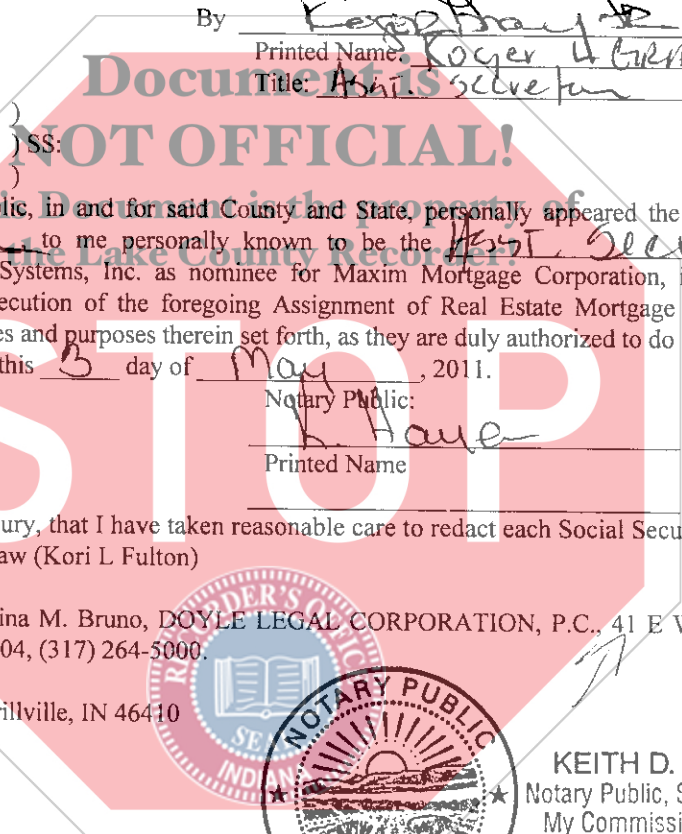 By
Printed Name: Roger
Title: Asst. Secretary
Document is
NOT OFFICIAL!
)
) SS:
)
Document is the property of
the Lake County Recorder!
lic, in and for said County and State, personally appeared the
to me personally known to be the Asst. Sec
Systems, Inc. as nominee for Maxim Mortgage Corporation, i
ecution of the foregoing Assignment of Real Estate Mortgage
es and purposes therein set forth, as they are duly authorized to do
this 3 day of May, 2011.
Notary Public:
Printed Name
STOP
ury, that I have taken reasonable care to redact each Social Secu
aw (Kori L Fulton)
ina M. Bruno, DOYLE LEGAL CORPORATION, P.C., 41 E V
04, (317) 264-5000.
illville, IN 46410
RECORDER'S OFFICE
SEAL
INDIANA
NOTARY PUBLIC
KEITH D.
Notary Public, S
My Commissi